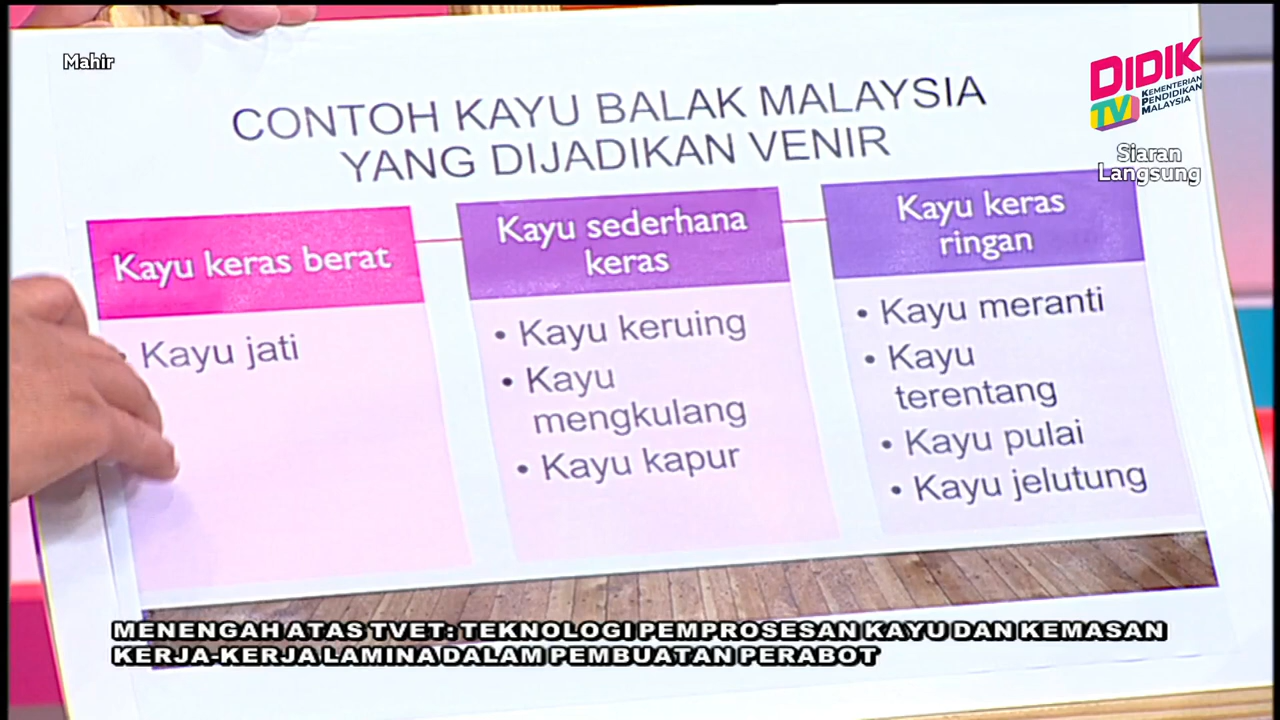 Mahir
DIDIK
TV
KEMENTERIAN
PENDIDIKAN
MALAYSIA
Siaran
Langsung
CONTOH KAYU BALAK MALAYSIA
YANG DIJADIKAN VENIR
Kayu keras berat
• Kayu jati
Kayu sederhana
keras
• Kayu keruing
• Kayu
mengkulang
• Kayu kapur
Kayu keras
ringan
• Kayu meranti
• Kayu
terentang
• Kayu pulai
• Kayu jelutung
MENENGAH ATAS TVET: TEKNOLOGI PEMPROSESAN KAYU DAN KEMASAN
KERJA-KERJA LAMINA DALAM PEMBUATAN PERABOT